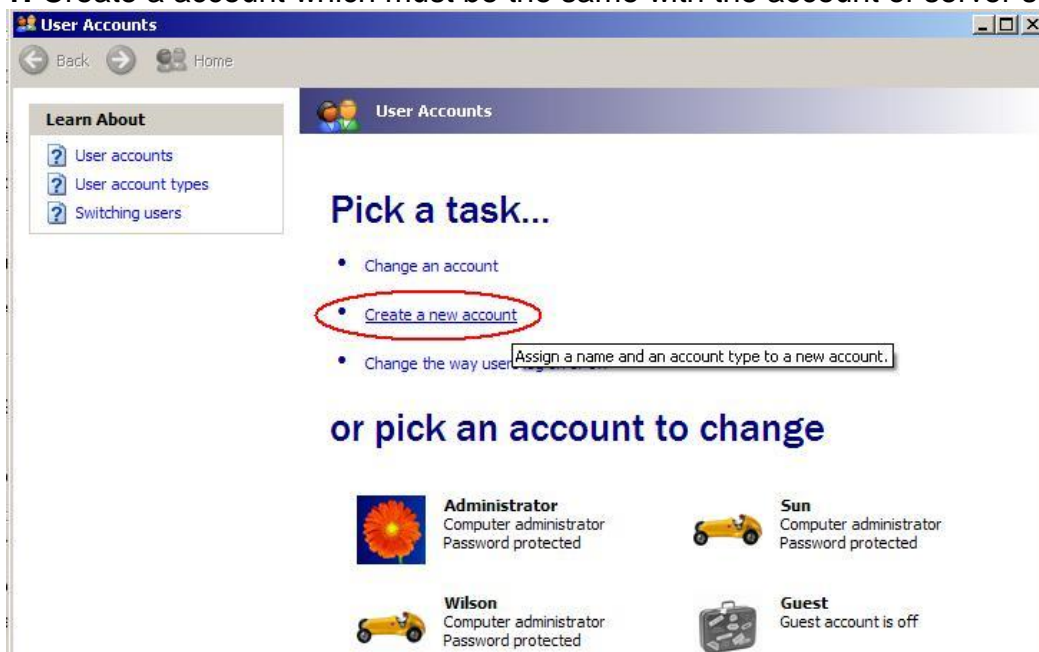 Create a account which must be the same with the account of server
User Accounts
Back Home
Learn About
User accounts
User account types
Switching users
User Accounts
Pick a task...
Change an account
Create a new account
Assign a name and an account type to a new account.
Change the way
or pick an account to change
Administrator
Computer administrator
Password protected
Sun
Computer administrator
Password protected
Wilson
Computer administrator
Password protected
Guest
Guest account is off